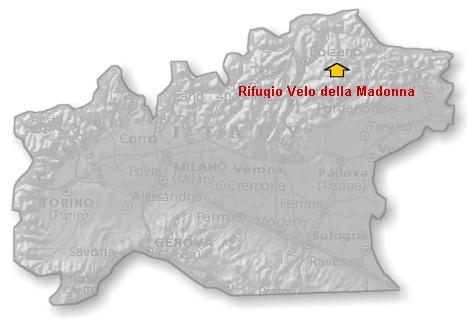 Bolzano
Rifugio Velo della Madonna
Pordenone
Treviso
Como
ITALY
MILANO
(Milan)
Verona
Pavia
Cremona
Padova
(Padua)
TORINO
(Turin)
Alessandria
Parma
Ferrara
Modena
GENOVA
(Genoa)
Bologna
Savona
Ravenna